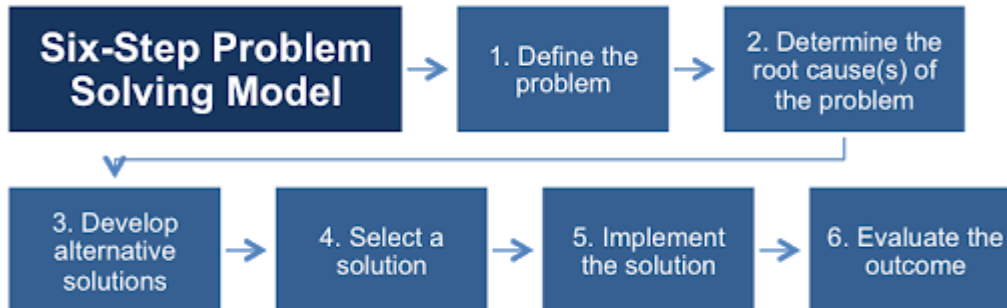 Six-Step Problem
Solving Model
1. Define the
problem
2. Determine the
root cause(s) of
the problem
3. Develop
alternative
solutions
4. Select a
solution
5. Implement
the solution
6. Evaluate the
outcome